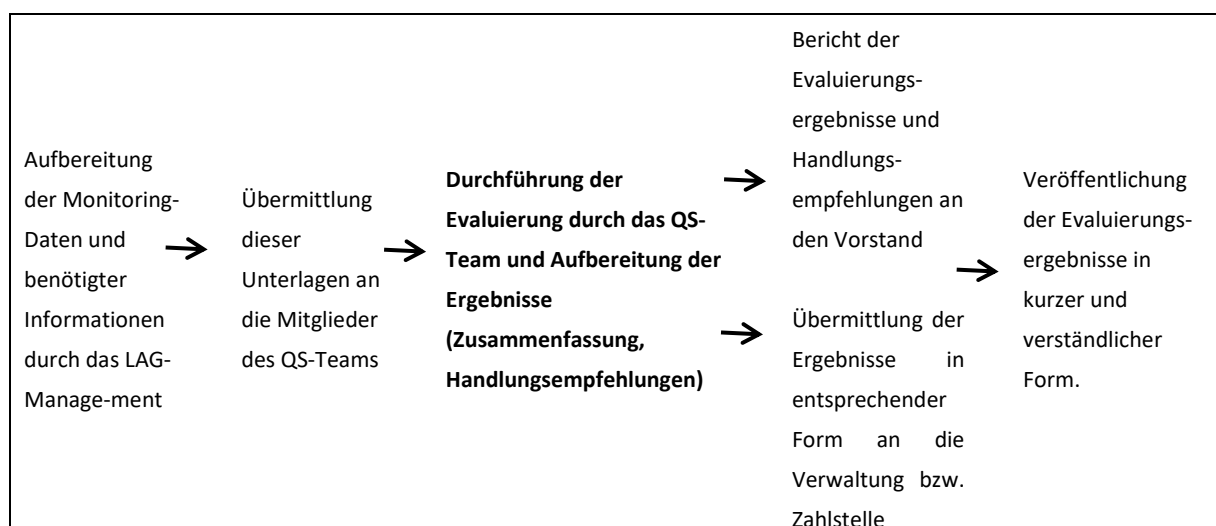 Aufbereitung
der Monitoring-
Daten und
benötigter
Informationen
durch das LAG-
Manage-ment
Übermittlung
dieser
Unterlagen an
die Mitglieder
des QS-Teams
Durchführung der
Evaluierung durch das QS-
Team und Aufbereitung der
Ergebnisse
(Zusammenfassung,
Handlungsempfehlungen)
Bericht der
Evaluierungs-
ergebnisse und
Handlungs-
empfehlungen an
den Vorstand
Übermittlung der
Ergebnisse in
entsprechender
Form an die
Verwaltung bzw.
Zahlstelle
Veröffentlichung
der Evaluierungs-
ergebnisse in
kurzer und
verständlicher
Form.